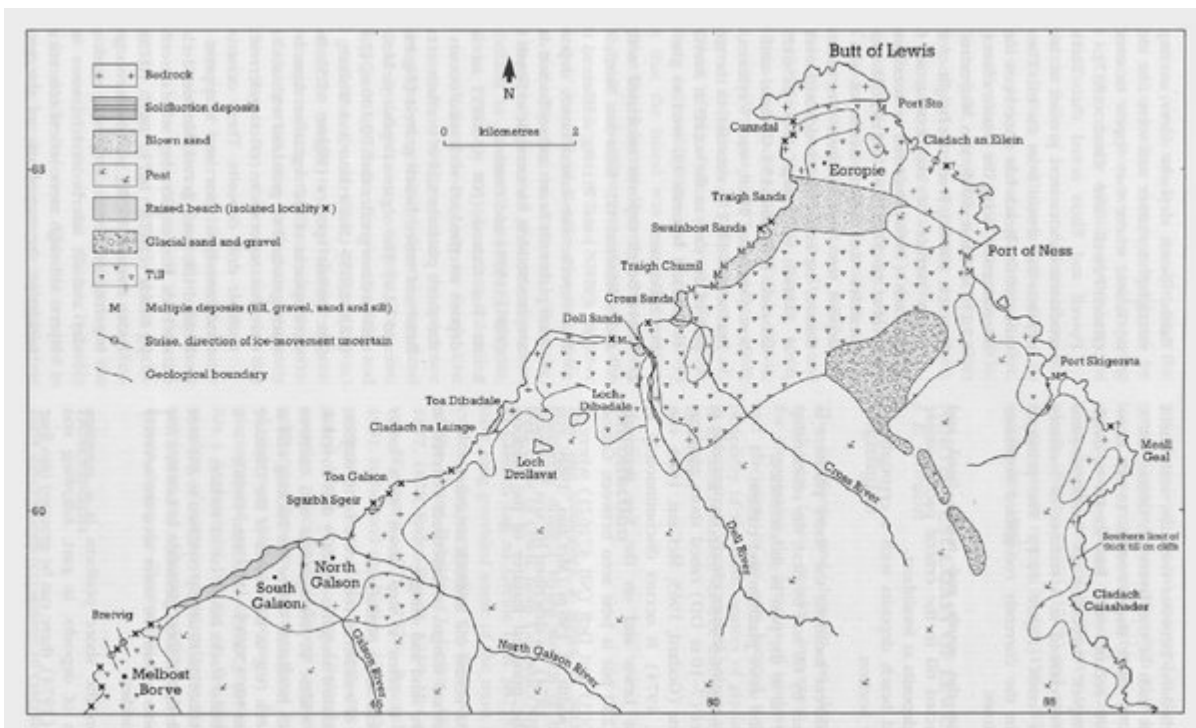 Butt of Lewis
Bedrock
Solifluction deposits
Blown sand
Peat
Raised beach (isolated locality x)
Glacial sand and gravel
Till
M Multiple deposits (till, gravel, sand and silt)
Striae, direction of ice-movement uncertain
Geological boundary
N
0 kilometres 2
Port Sto
Cunndal
Cladach an Eilein
Eoropie
63
Traigh Sands
Swainbost Sands
Port of Ness
Traigh Chumil
Cross Sands
Dell Sands
Port Skigersta
Loch
Dibadale
Toa Dibadale
Cladach na Luinge
Meall
Geal
Loch
Drollavat
Toa Galson
Cross River
Sgarbh Sgeir
60
Dell River
Southern limit of
thick till on cliffs
North
Galson
South
Galson
Cladach
Cuisshader
Breivig
Galson River
North Galson River
Melbost
Borve
45
50
55